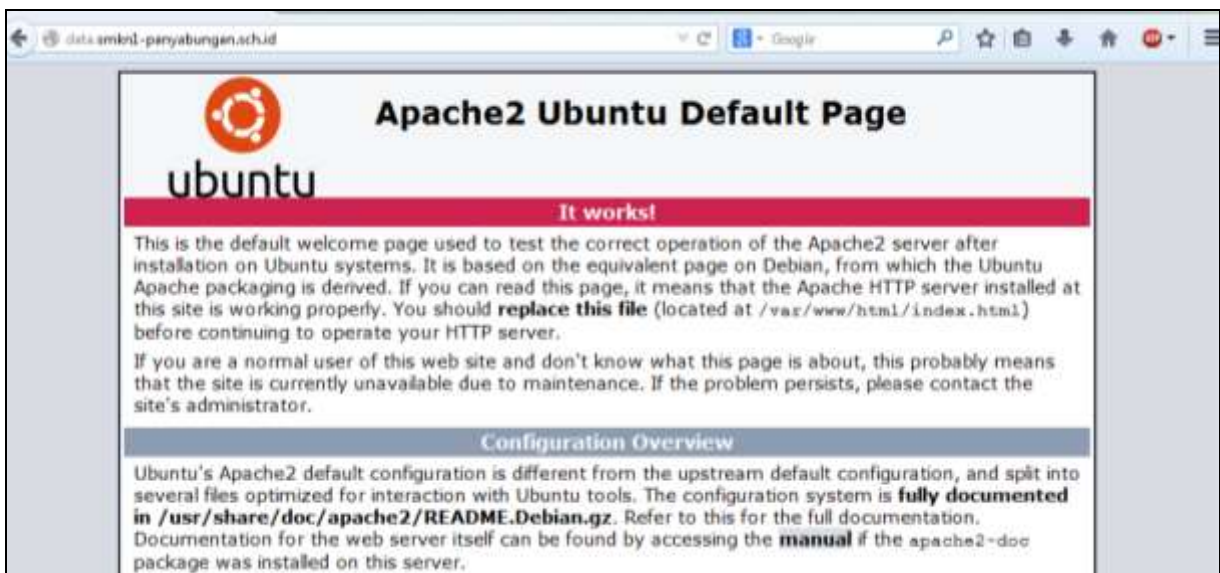 data.smkn1-panyabungan.sch.id
Google
Apache2 Ubuntu Default Page
ubuntu
It works!
This is the default welcome page used to test the correct operation of the Apache2 server after
installation on Ubuntu systems. It is based on the equivalent page on Debian, from which the Ubuntu
Apache packaging is derived. If you can read this page, it means that the Apache HTTP server installed at
this site is working properly. You should replace this file (located at /var/www/html/index.html)
before continuing to operate your HTTP server.
If you are a normal user of this web site and don't know what this page is about, this probably means
that the site is currently unavailable due to maintenance. If the problem persists, please contact the
site's administrator.
Configuration Overview
Ubuntu's Apache2 default configuration is different from the upstream default configuration, and split into
several files optimized for interaction with Ubuntu tools. The configuration system is fully documented
in /usr/share/doc/apache2/README.Debian.gz. Refer to this for the full documentation.
Documentation for the web server itself can be found by accessing the manual if the apache2-doc
package was installed on this server.